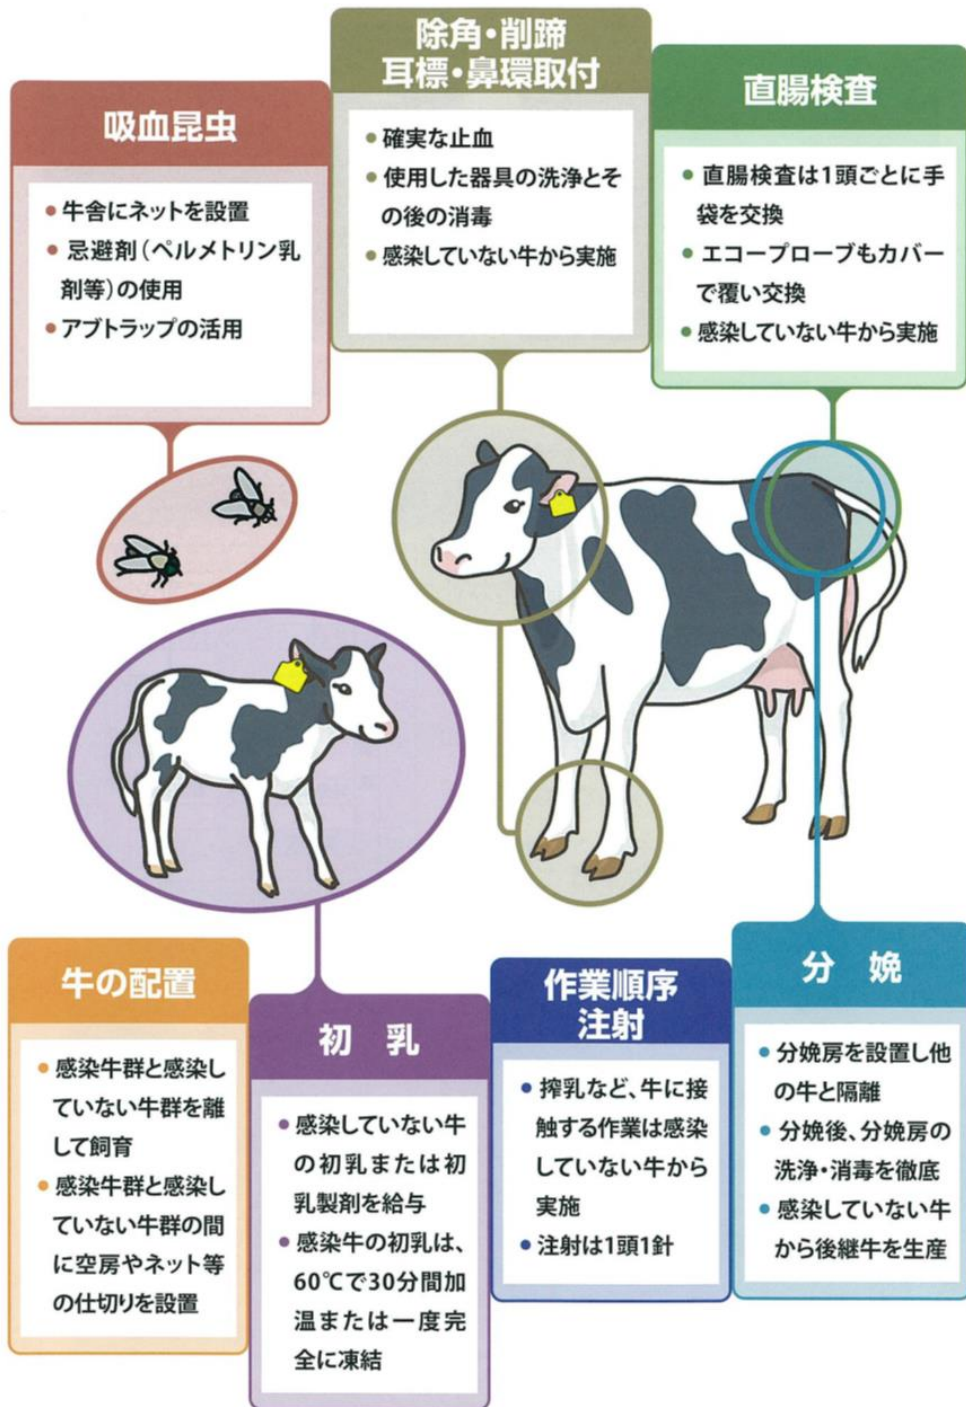 吸血昆虫
• 牛舎にネットを設置
• 忌避剤(ペルメトリン乳
剤等)の使用
• アブトラップの活用
除角・削蹄
耳標・鼻環取付
• 確実な止血
• 使用した器具の洗浄とそ
の後の消毒
• 感染していない牛から実施
直腸検査
• 直腸検査は1頭ごとに手
袋を交換
• エコープローブもカバー
で覆い交換
• 感染していない牛から実施
牛の配置
• 感染牛群と感染し
ていない牛群を離
して飼育
• 感染牛群と感染し
ていない牛群の間
に空房やネット等
の仕切りを設置
初 乳
• 感染していない牛
の初乳または初
乳製剤を給与
• 感染牛の初乳は、
60℃で30分間加
温または一度完
全に凍結
作業順序
注射
• 搾乳など、牛に接
触する作業は感染
していない牛から
実施
• 注射は1頭1針
分 娩
• 分娩房を設置し他
の牛と隔離
• 分娩後、分娩房の
洗浄・消毒を徹底
• 感染していない牛
から後継牛を生産